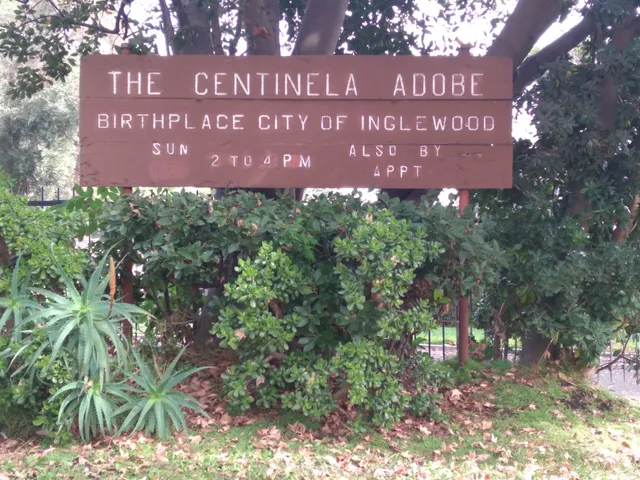 THE CENTINELA ADOBE
BIRTHPLACE CITY OF INGLEWOOD
SUN 2 TO 4 PM ALSO BY
APPT